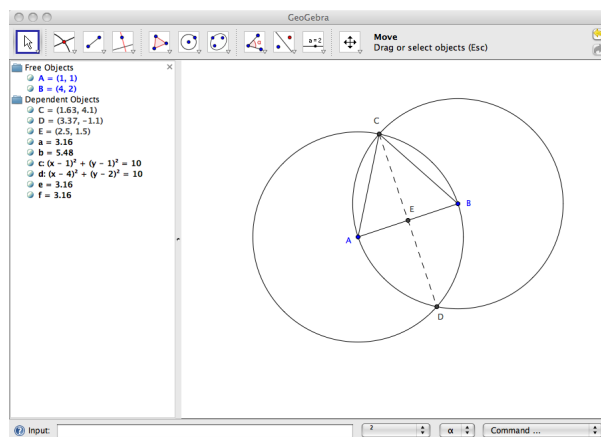 GeoGebra
a=2
Move
Drag or select objects (Esc)
Free Objects
A = (1, 1)
B = (4, 2)
Dependent Objects
C = (1.63, 4.1)
D = (3.37, -1.1)
E = (2.5, 1.5)
a = 3.16
b = 5.48
c: (x - 1)² + (y - 1)² = 10
d: (x - 4)² + (y - 2)² = 10
e = 3.16
f = 3.16
C
B
E
A
D
Input:
²
α
Command ...